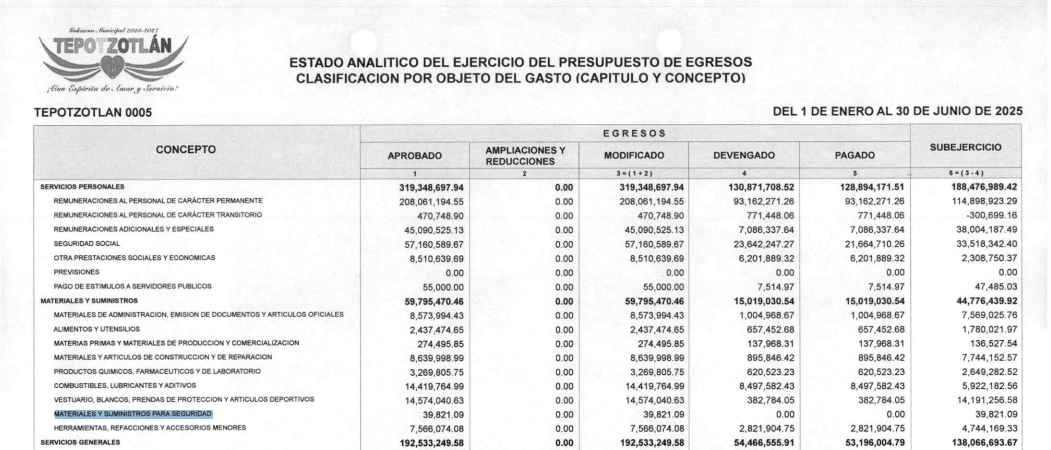 Gobierno Municipal 2025-2027
TEPOTZOTLÁN
¡Con Espíritu de Amor y Servicio!
ESTADO ANALITICO DEL EJERCICIO DEL PRESUPUESTO DE EGRESOS
CLASIFICACION POR OBJETO DEL GASTO (CAPITULO Y CONCEPTO)
TEPOTZOTLAN 0005 DEL 1 DE ENERO AL 30 DE JUNIO DE 2025
EGRESOS
CONCEPTO APROBADO AMPLIACIONES Y REDUCCIONES MODIFICADO DEVENGADO PAGADO SUBEJERCICIO
1 2 3 = ( 1 + 2 ) 4 5 6 = ( 3 - 4 )
SERVICIOS PERSONALES 319,348,697.94 0.00 319,348,697.94 130,871,708.52 128,894,171.51 188,476,989.42
REMUNERACIONES AL PERSONAL DE CARÁCTER PERMANENTE 208,061,194.55 0.00 208,061,194.55 93,162,271.26 93,162,271.26 114,898,923.29
REMUNERACIONES AL PERSONAL DE CARÁCTER TRANSITORIO 470,748.90 0.00 470,748.90 771,448.06 771,448.06 -300,699.16
REMUNERACIONES ADICIONALES Y ESPECIALES 45,090,525.13 0.00 45,090,525.13 7,086,337.64 7,086,337.64 38,004,187.49
SEGURIDAD SOCIAL 57,160,589.67 0.00 57,160,589.67 23,642,247.27 21,664,710.26 33,518,342.40
OTRA PRESTACIONES SOCIALES Y ECONOMICAS 8,510,639.69 0.00 8,510,639.69 6,201,889.32 6,201,889.32 2,308,750.37
PREVISIONES 0.00 0.00 0.00 0.00 0.00 0.00
PAGO DE ESTIMULOS A SERVIDORES PUBLICOS 55,000.00 0.00 55,000.00 7,514.97 7,514.97 47,485.03
MATERIALES Y SUMINISTROS 59,795,470.46 0.00 59,795,470.46 15,019,030.54 15,019,030.54 44,776,439.92
MATERIALES DE ADMINISTRACION, EMISION DE DOCUMENTOS Y ARTICULOS OFICIALES 8,573,994.43 0.00 8,573,994.43 1,004,968.67 1,004,968.67 7,569,025.76
ALIMENTOS Y UTENSILIOS 2,437,474.65 0.00 2,437,474.65 657,452.68 657,452.68 1,780,021.97
MATERIAS PRIMAS Y MATERIALES DE PRODUCCION Y COMERCIALIZACION 274,495.85 0.00 274,495.85 137,968.31 137,968.31 136,527.54
MATERIALES Y ARTICULOS DE CONSTRUCCION Y DE REPARACION 8,639,998.99 0.00 8,639,998.99 895,846.42 895,846.42 7,744,152.57
PRODUCTOS QUIMICOS, FARMACEUTICOS Y DE LABORATORIO 3,269,805.75 0.00 3,269,805.75 620,523.23 620,523.23 2,649,282.52
COMBUSTIBLES, LUBRICANTES Y ADITIVOS 14,419,764.99 0.00 14,419,764.99 8,497,582.43 8,497,582.43 5,922,182.56
VESTUARIO, BLANCOS, PRENDAS DE PROTECCION Y ARTICULOS DEPORTIVOS 14,574,040.63 0.00 14,574,040.63 382,784.05 382,784.05 14,191,256.58
MATERIALES Y SUMINISTROS PARA SEGURIDAD 39,821.09 0.00 39,821.09 0.00 0.00 39,821.09
HERRAMIENTAS, REFACCIONES Y ACCESORIOS MENORES 7,566,074.08 0.00 7,566,074.08 2,821,904.75 2,821,904.75 4,744,169.33
SERVICIOS GENERALES 192,533,249.58 0.00 192,533,249.58 54,466,555.91 53,196,004.79 138,066,693.67